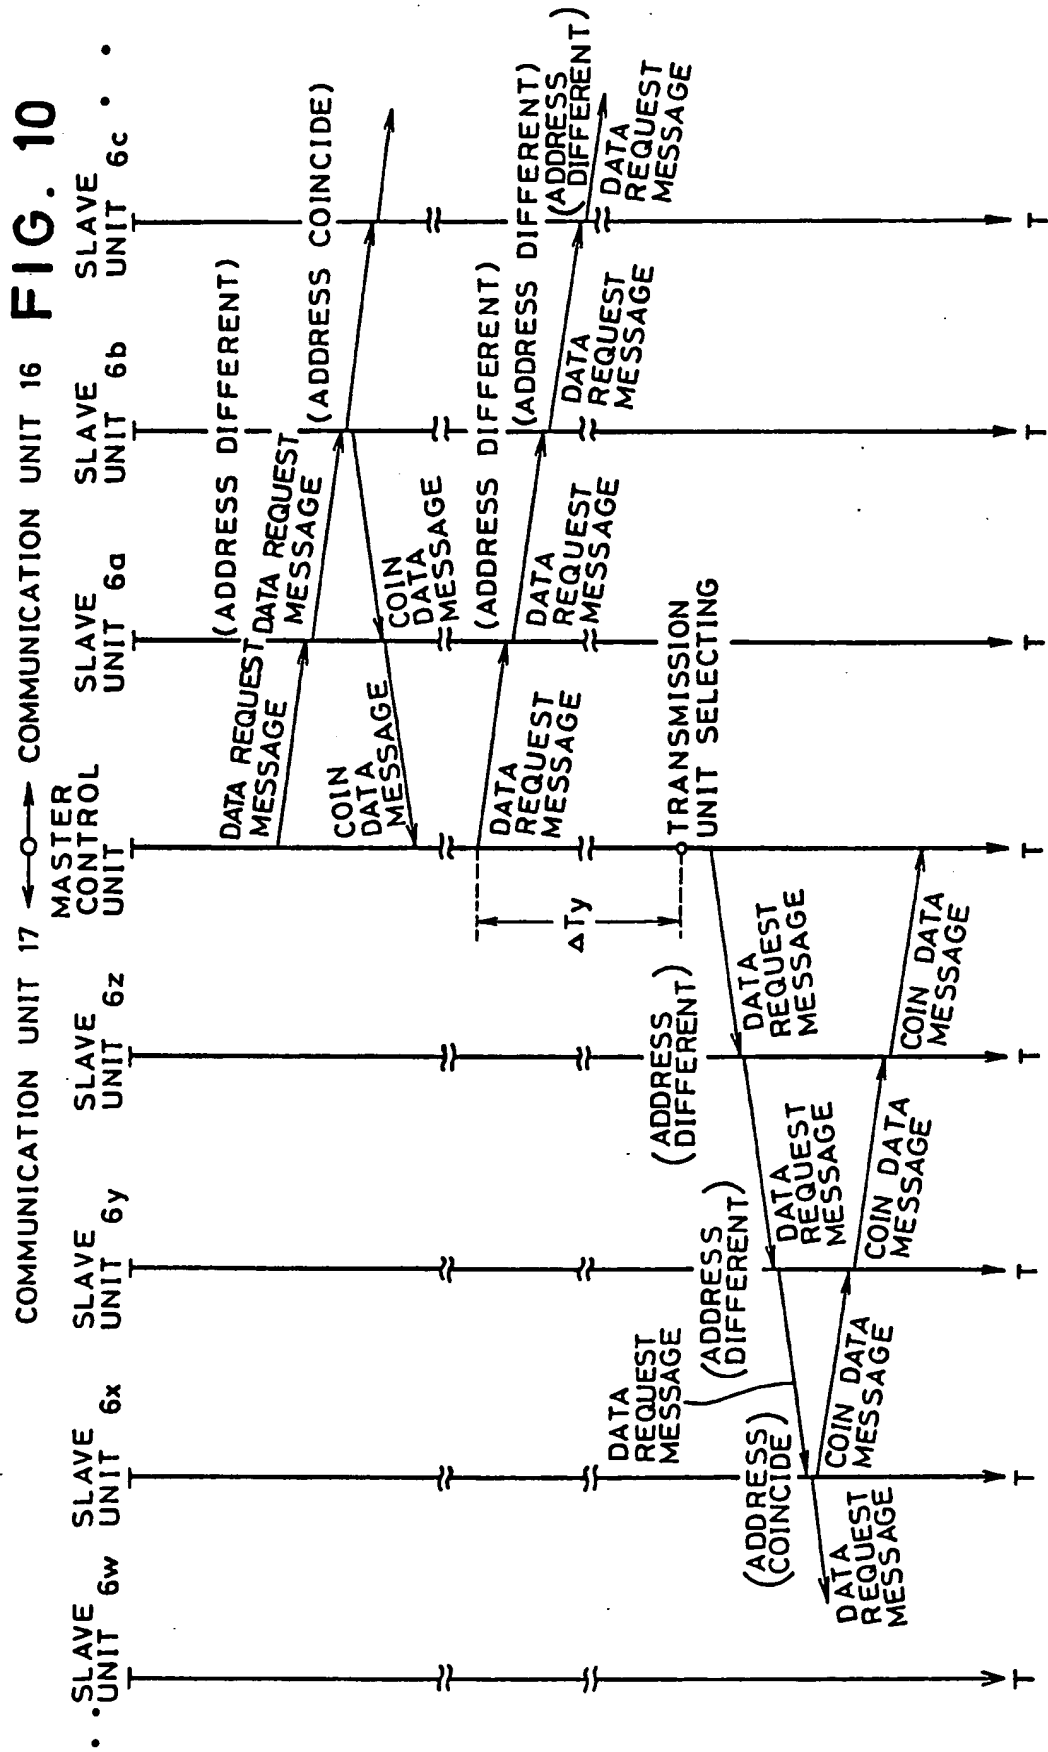 FIG. 10
COMMUNICATION UNIT 17
COMMUNICATION UNIT 16
SLAVE
UNIT 6w
SLAVE
UNIT 6x
SLAVE
UNIT 6y
SLAVE
UNIT 6z
MASTER
CONTROL
UNIT
SLAVE
UNIT 6a
SLAVE
UNIT 6b
SLAVE
UNIT 6c
DATA REQUEST
MESSAGE
(ADDRESS DIFFERENT)
DATA REQUEST
MESSAGE
(ADDRESS COINCIDE)
COIN
DATA
MESSAGE
COIN
DATA
MESSAGE
DATA
REQUEST
MESSAGE
(ADDRESS DIFFERENT)
DATA
REQUEST
MESSAGE
(ADDRESS DIFFERENT)
DATA
REQUEST
MESSAGE
(ADDRESS
DIFFERENT)
DATA
REQUEST
MESSAGE
ΔTy
TRANSMISSION
UNIT SELECTING
DATA
REQUEST
MESSAGE
(ADDRESS
DIFFERENT)
DATA
REQUEST
MESSAGE
(ADDRESS
DIFFERENT)
DATA
REQUEST
MESSAGE
(ADDRESS
COINCIDE)
DATA
REQUEST
MESSAGE
COIN DATA
MESSAGE
COIN DATA
MESSAGE
COIN DATA
MESSAGE
T
T
T
T
T
T
T
T